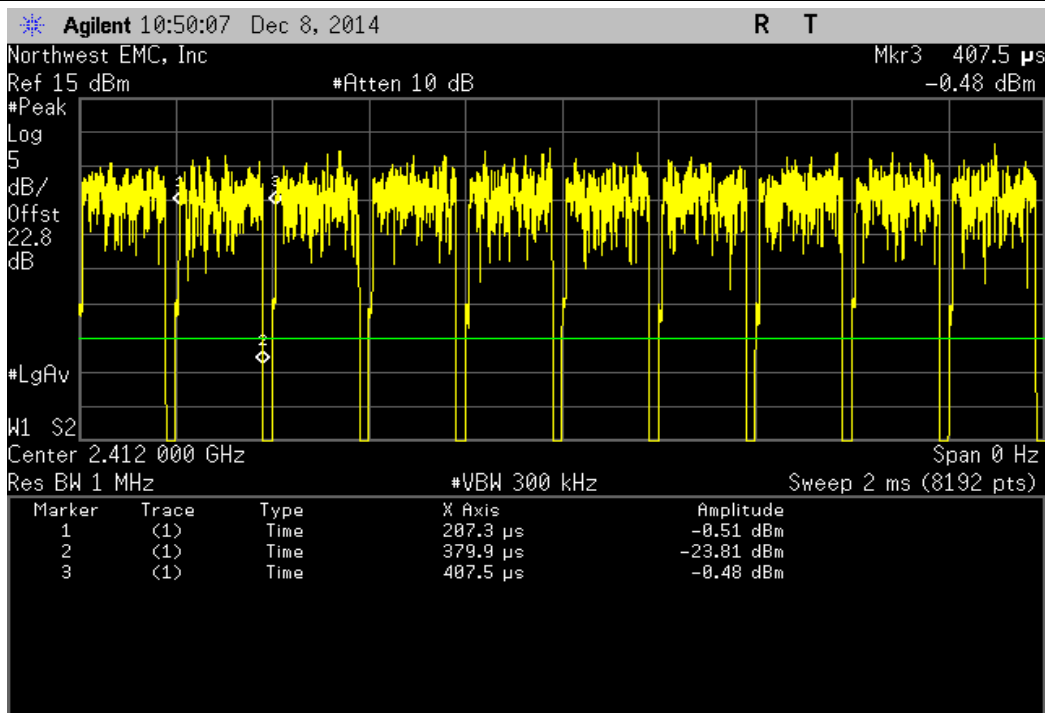 Agilent 10:50:07 Dec 8, 2014 R T
Northwest EMC, Inc Mkr3 407.5 µs
Ref 15 dBm #Atten 10 dB -0.48 dBm
#Peak
Log
5
dB/
Offst
22.8
dB
1 3
2
#LgAv
W1 S2
Center 2.412 000 GHz Span 0 Hz
Res BW 1 MHz #VBW 300 kHz Sweep 2 ms (8192 pts)
Marker Trace Type X Axis Amplitude
1 (1) Time 207.3 µs -0.51 dBm
2 (1) Time 379.9 µs -23.81 dBm
3 (1) Time 407.5 µs -0.48 dBm